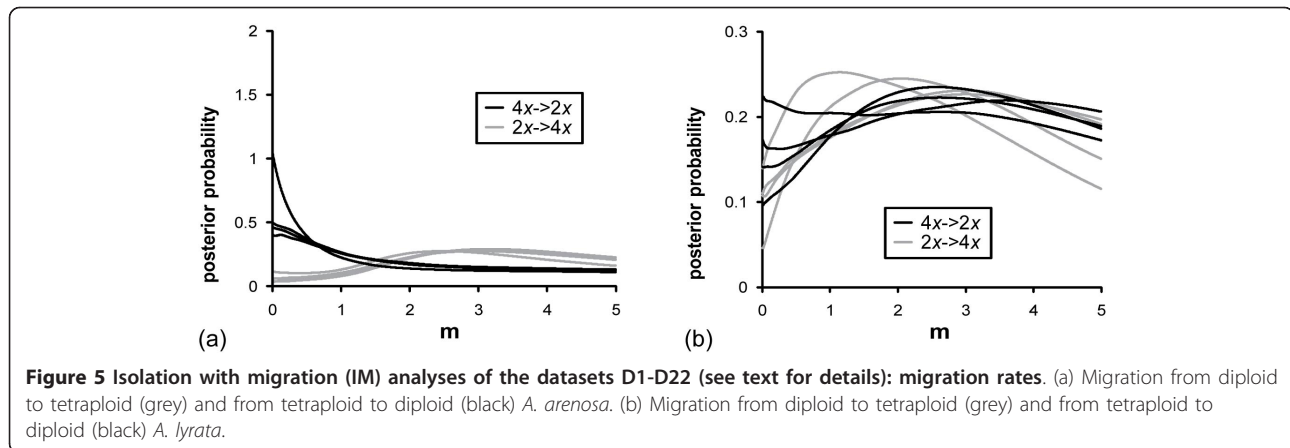 2
1.5
1
0.5
0
posterior probability
4x->2x
2x->4x
0 1 2 3 4 5
m
(a)
0.3
0.2
0.1
0
posterior probability
4x->2x
2x->4x
0 1 2 3 4 5
m
(b)
Figure 5 Isolation with migration (IM) analyses of the datasets D1-D22 (see text for details): migration rates. (a) Migration from diploid
to tetraploid (grey) and from tetraploid to diploid (black) A. arenosa. (b) Migration from diploid to tetraploid (grey) and from tetraploid to
diploid (black) A. lyrata.